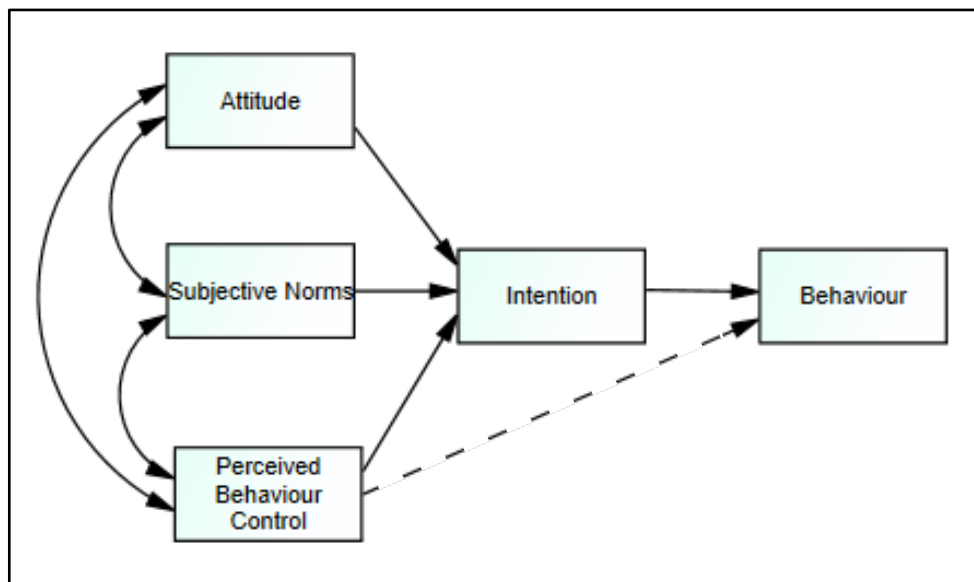 Attitude
Subjective Norms
Intention
Behaviour
Perceived
Behaviour
Control